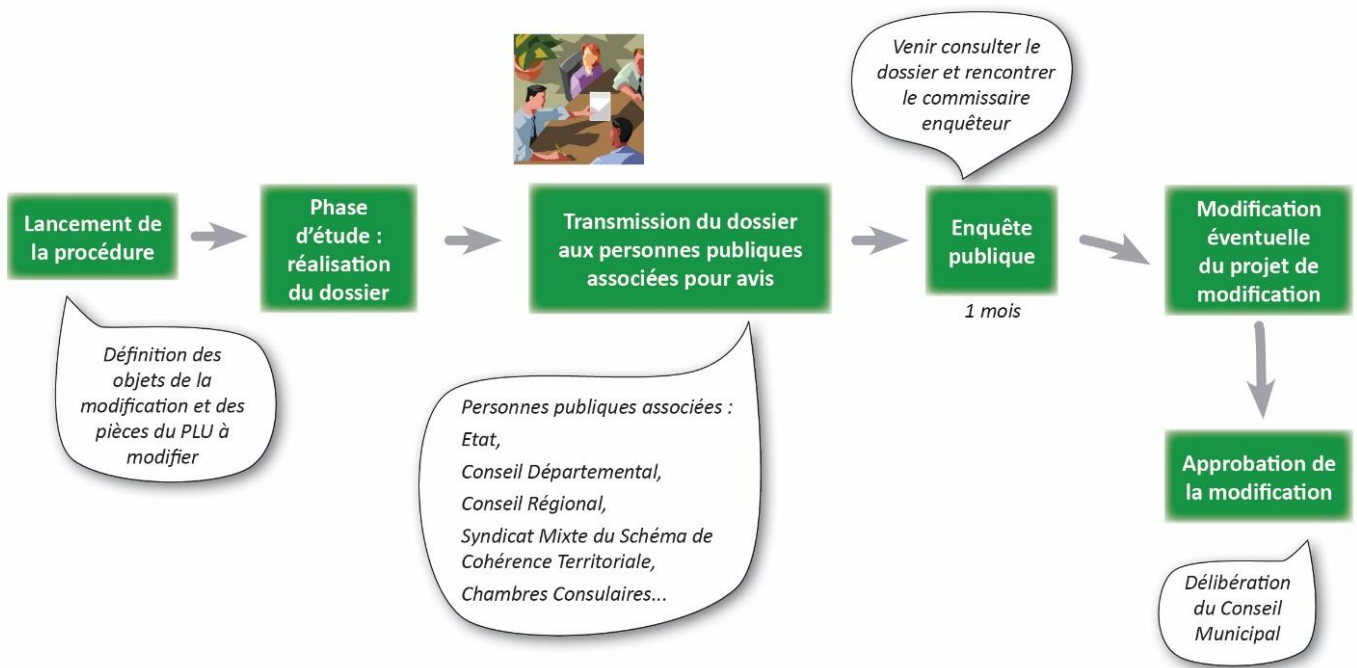 Venir consulter le
dossier et rencontrer
le commissaire
enquêteur
Lancement de
la procédure
Phase
d’étude :
réalisation
du dossier
Transmission du dossier
aux personnes publiques
associées pour avis
Enquête
publique
1 mois
Modification
éventuelle
du projet de
modification
Définition des
objets de la
modification et des
pièces du PLU à
modifier
Personnes publiques associées :
Etat,
Conseil Départemental,
Conseil Régional,
Syndicat Mixte du Schéma de
Cohérence Territoriale,
Chambres Consulaires...
Approbation de
la modification
Délibération
du Conseil
Municipal